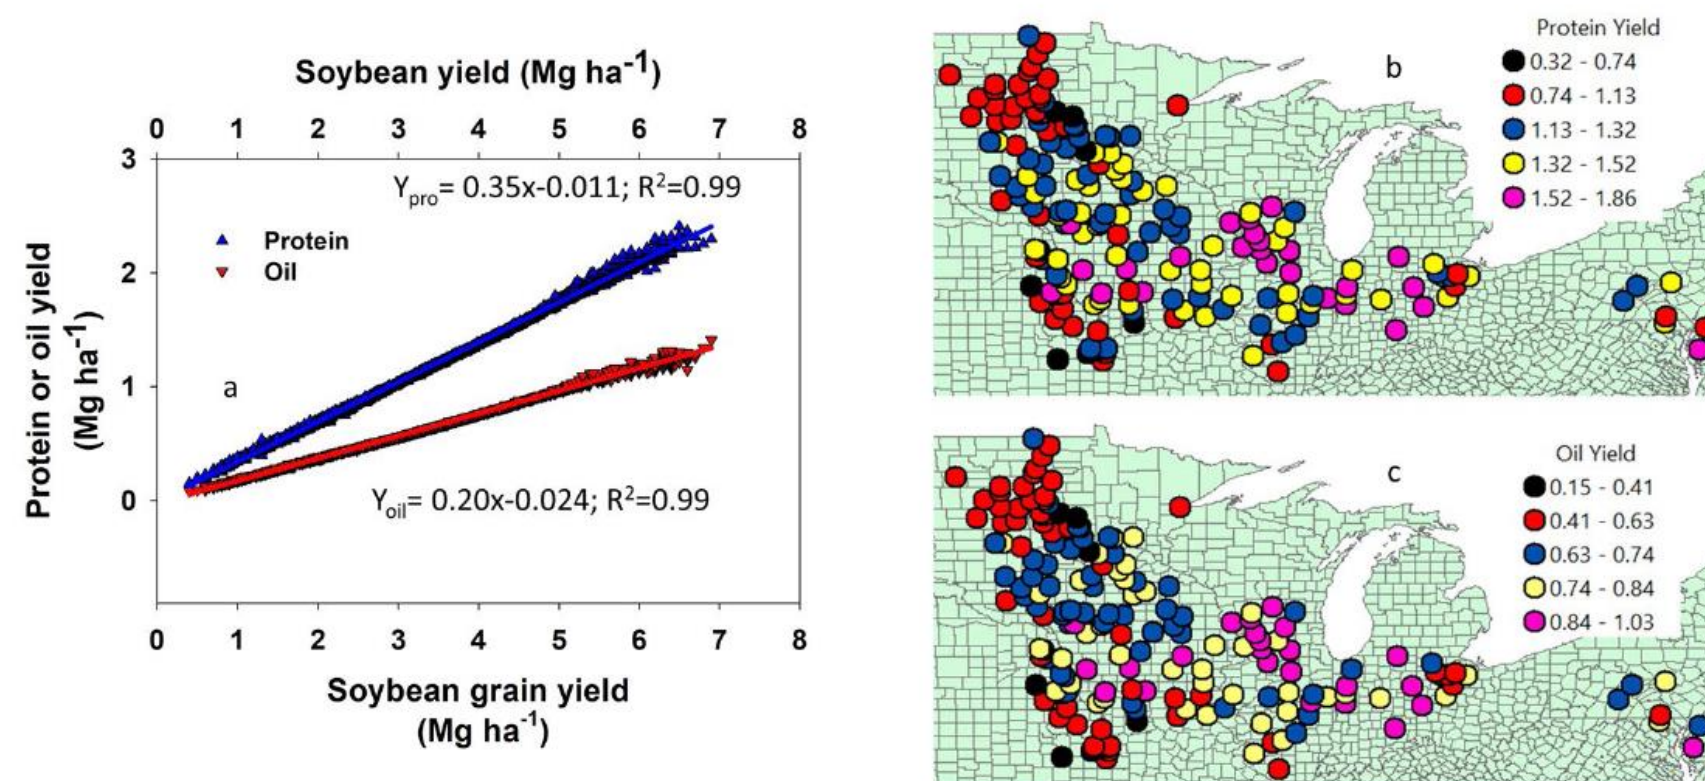 Soybean yield (Mg ha-1)
0 1 2 3 4 5 6 7 8
3
Ypro= 0.35x-0.011; R2=0.99
Protein
Oil
2
Protein or oil yield
(Mg ha-1)
1
a
0
Yoil= 0.20x-0.024; R2=0.99
0 1 2 3 4 5 6 7 8
Soybean grain yield
(Mg ha-1)
b
Protein Yield
0.32 - 0.74
0.74 - 1.13
1.13 - 1.32
1.32 - 1.52
1.52 - 1.86
c
Oil Yield
0.15 - 0.41
0.41 - 0.63
0.63 - 0.74
0.74 - 0.84
0.84 - 1.03